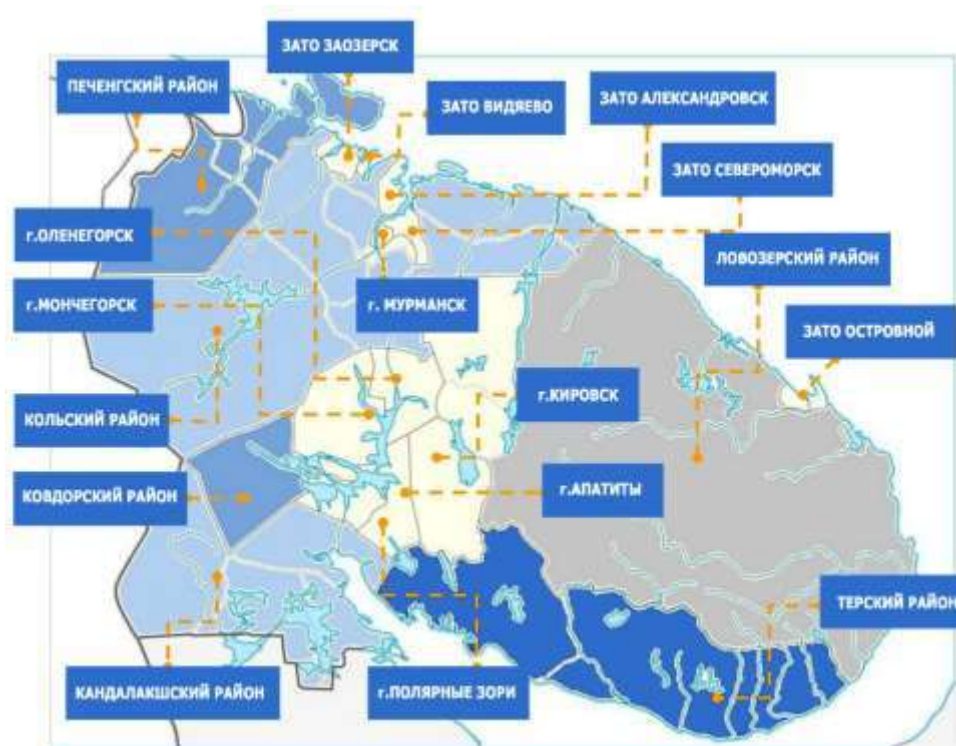 ЗАТО ЗАОЗЕРСК
ПЕЧЕНГСКИЙ РАЙОН
ЗАТО ВИДЯЕВО
ЗАТО АЛЕКСАНДРОВСК
ЗАТО СЕВЕРОМОРСК
г.ОЛЕНЕГОРСК
ЛОВОЗЕРСКИЙ РАЙОН
г.МОНЧЕГОРСК
г. МУРМАНСК
ЗАТО ОСТРОВНОЙ
КОЛЬСКИЙ РАЙОН
г.КИРОВСК
КОВДОРСКИЙ РАЙОН
г.АПАТИТЫ
ТЕРСКИЙ РАЙОН
КАНДАЛАКШСКИЙ РАЙОН
г.ПОЛЯРНЫЕ ЗОРИ